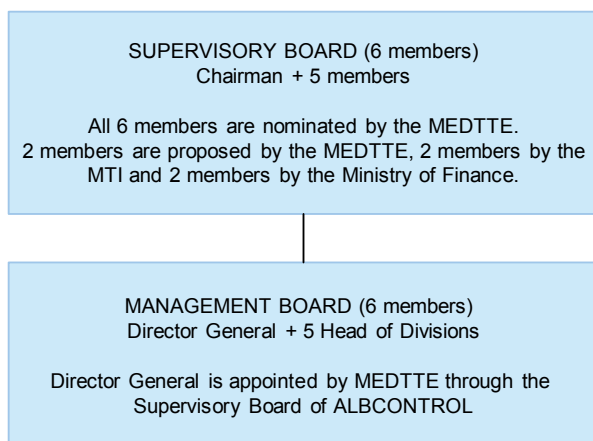 SUPERVISORY BOARD (6 members)
Chairman + 5 members
All 6 members are nominated by the MEDTTE.
2 members are proposed by the MEDTTE, 2 members by the
MTI and 2 members by the Ministry of Finance.
MANAGEMENT BOARD (6 members)
Director General + 5 Head of Divisions
Director General is appointed by MEDTTE through the
Supervisory Board of ALBCONTROL